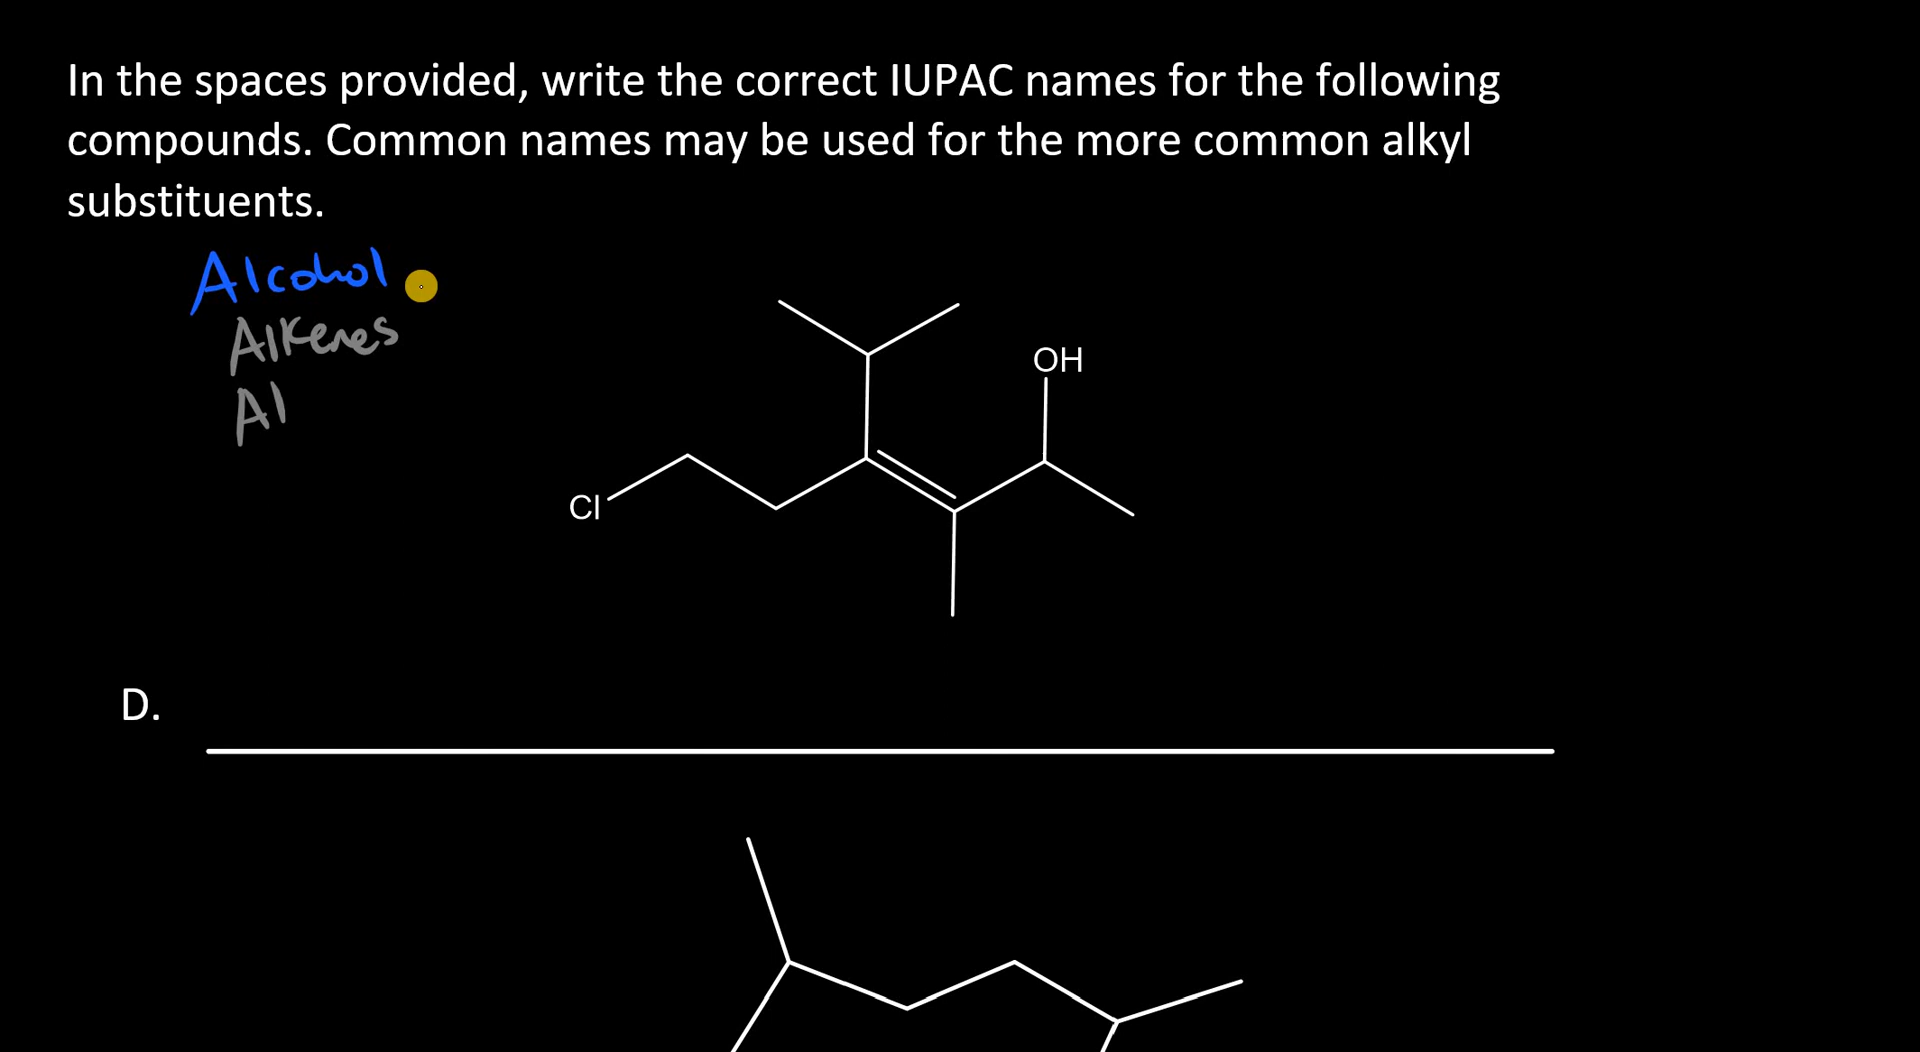 In the spaces provided, write the correct IUPAC names for the following
compounds. Common names may be used for the more common alkyl
substituents.
Alcohol
Alkenes
Al
OH
Cl
D.